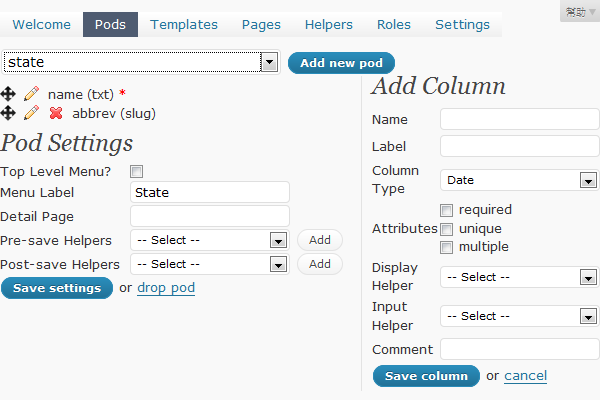 Welcome Pods Templates Pages Helpers Roles Settings
幫助
state
Add new pod
name (txt) *
abbrev (slug)
Pod Settings
Top Level Menu?
Menu Label State
Detail Page
Pre-save Helpers -- Select -- Add
Post-save Helpers -- Select -- Add
Save settings or drop pod
Add Column
Name
Label
Column
Type
Date
required
Attributes unique
multiple
Display
Helper
-- Select --
Input
Helper
-- Select --
Comment
Save column or cancel